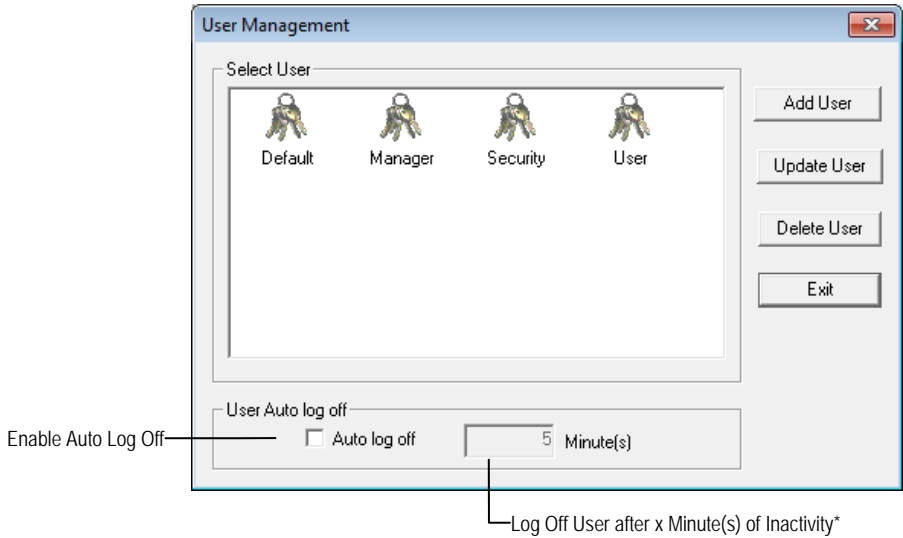 User Management
Select User
Default Manager Security User
Add User
Update User
Delete User
Exit
User Auto log off
Enable Auto Log Off
Auto log off 5 Minute(s)
Log Off User after x Minute(s) of Inactivity*